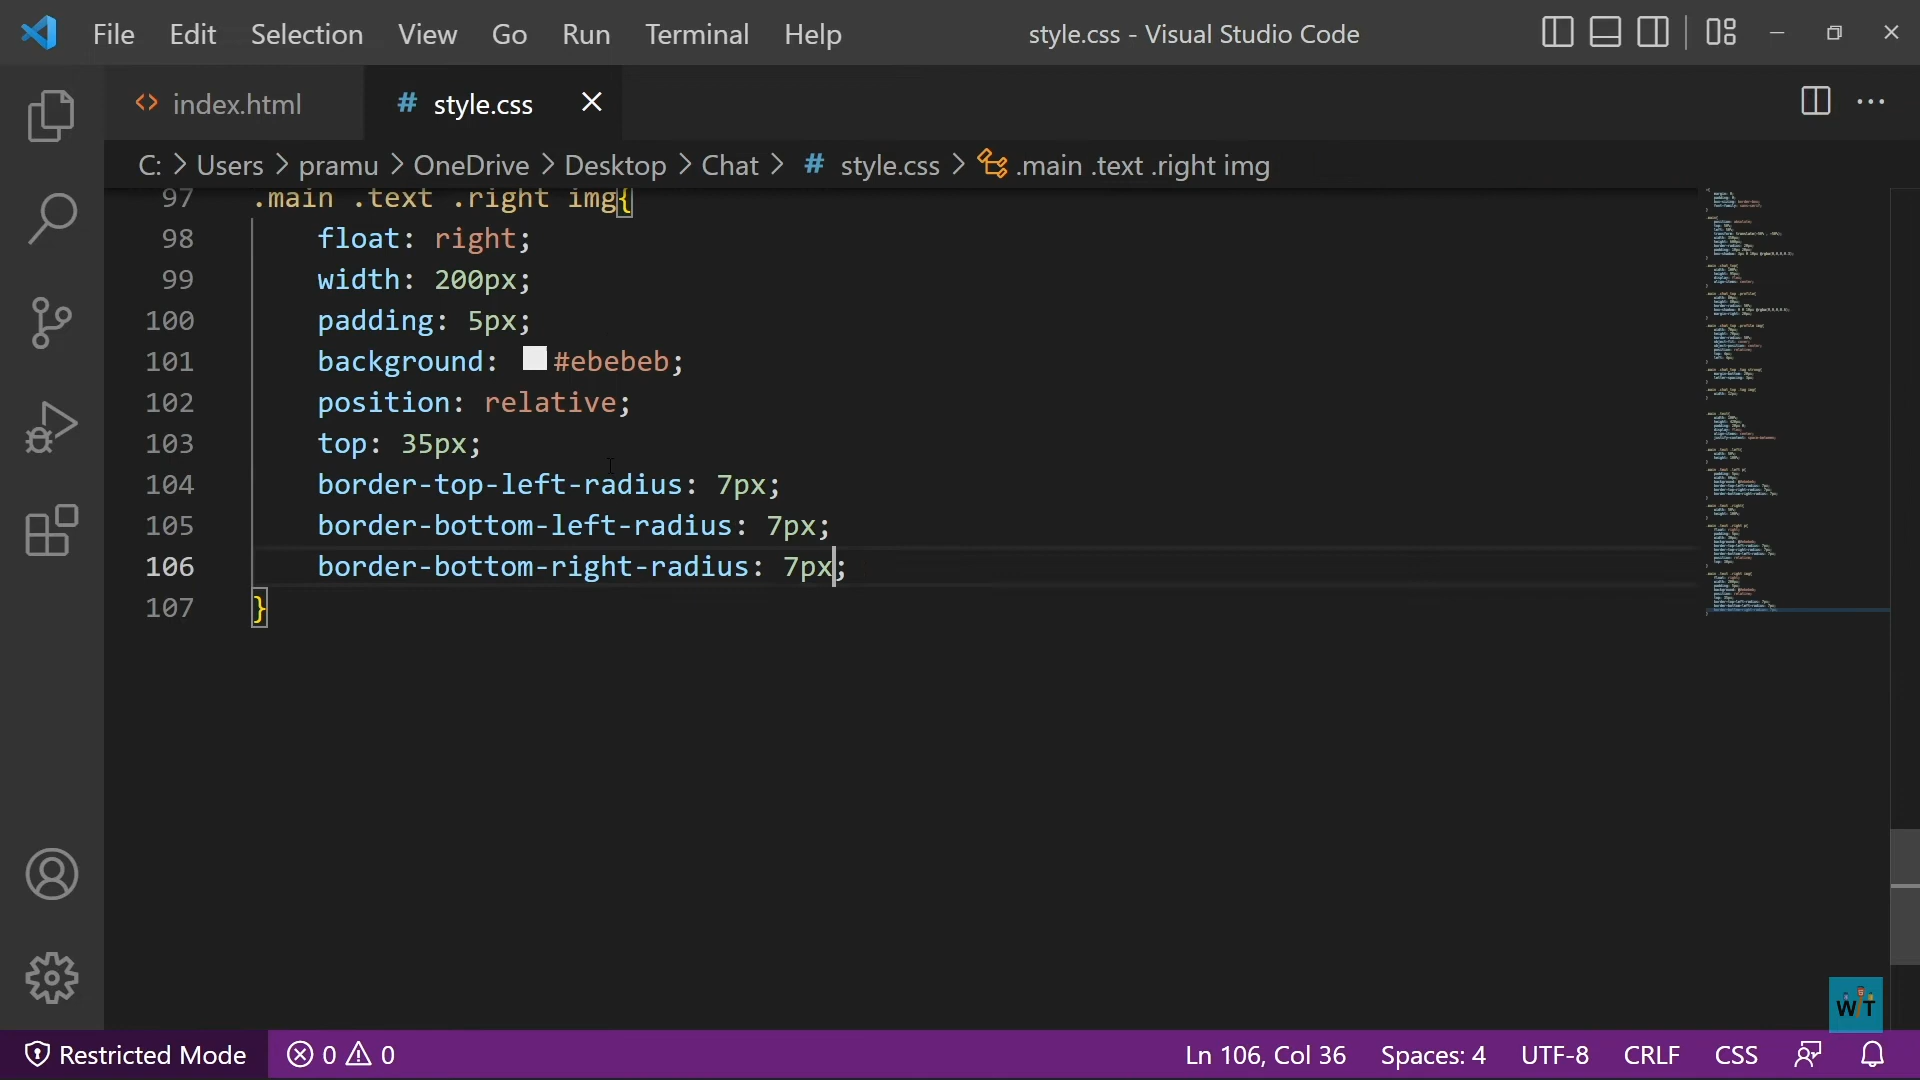 File Edit Selection View Go Run Terminal Help style.css - Visual Studio Code
<> index.html # style.css
C: > Users > pramu > OneDrive > Desktop > Chat > # style.css > .main .text .right img
97 .main .text .right img{
98 float: right;
99 width: 200px;
100 padding: 5px;
101 background: #ebebeb;
102 position: relative;
103 top: 35px;
104 border-top-left-radius: 7px;
105 border-bottom-left-radius: 7px;
106 border-bottom-right-radius: 7px;
107 }
WIT
Restricted Mode 0 0 Ln 106, Col 36 Spaces: 4 UTF-8 CRLF CSS